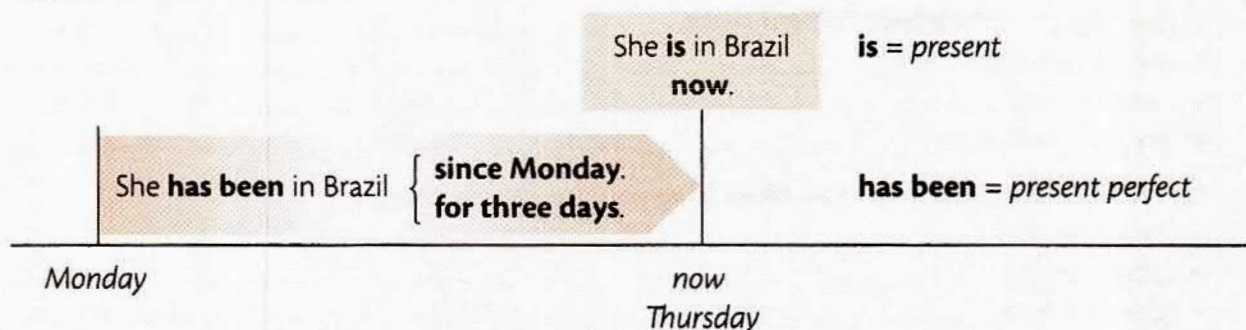 She is in Brazil
now.
is = present
She has been in Brazil { since Monday.
for three days.
has been = present perfect
Monday
now
Thursday